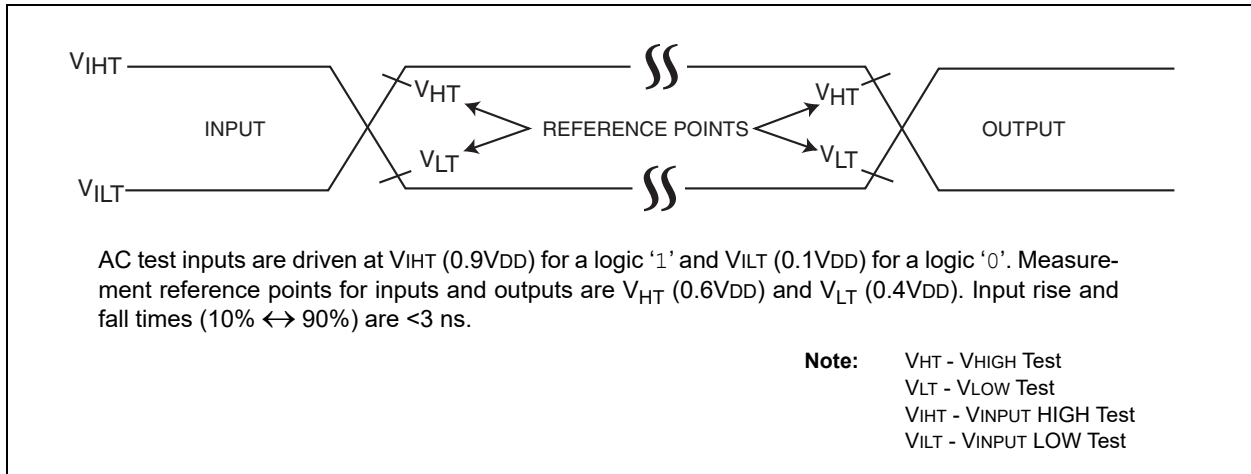 VIHT
VHT
VHT
INPUT
REFERENCE POINTS
OUTPUT
VLT
VLT
VILT
AC test inputs are driven at VIHT (0.9VDD) for a logic ‘1’ and VILT (0.1VDD) for a logic ‘0’. Measure-
ment reference points for inputs and outputs are VHT (0.6VDD) and VLT (0.4VDD). Input rise and
fall times (10% ↔ 90%) are <3 ns.
Note: VHT - VHIGH Test
VLT - VLOW Test
VIHT - VINPUT HIGH Test
VILT - VINPUT LOW Test